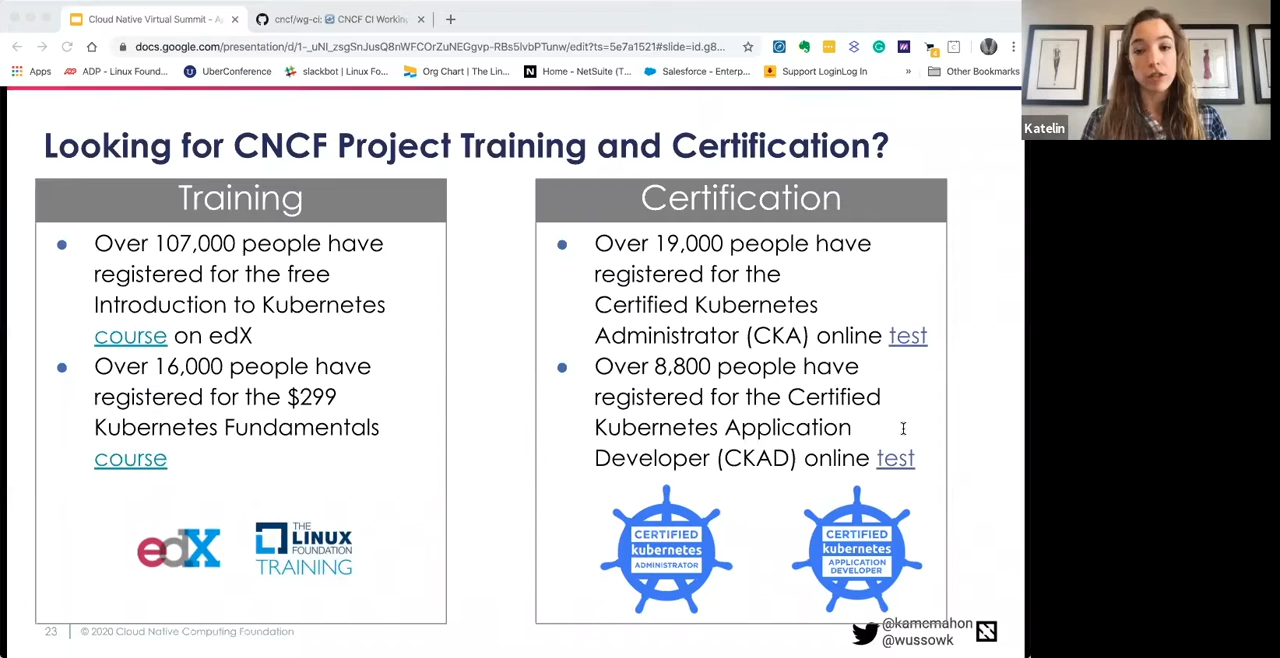 Cloud Native Virtual Summit - A
cncf/wg-ci: CNCF CI Workin
docs.google.com/presentation/d/1-_uNl_zsgSnJusQ8nWFCOrZuNEGgvp-RBs5lvbPTunw/edit?ts=5e7a1521#slide=id.g8...
Apps
ADP - Linux Found...
UberConference
slackbot | Linux Fo...
Org Chart | The Lin...
Home - NetSuite (T...
Salesforce - Enterp...
Support LoginLog In
»
Other Bookmarks
Katelin
Looking for CNCF Project Training and Certification?
Training
Over 107,000 people have
registered for the free
Introduction to Kubernetes
course on edX
Over 16,000 people have
registered for the $299
Kubernetes Fundamentals
course
edX
THE
LINUX
FOUNDATION
TRAINING
Certification
Over 19,000 people have
registered for the
Certified Kubernetes
Administrator (CKA) online test
Over 8,800 people have
registered for the Certified
Kubernetes Application
Developer (CKAD) online test
CERTIFIED
kubernetes
ADMINISTRATOR
CERTIFIED
kubernetes
APPLICATION
DEVELOPER
23
© 2020 Cloud Native Computing Foundation
@kamcmahon
@wussowk